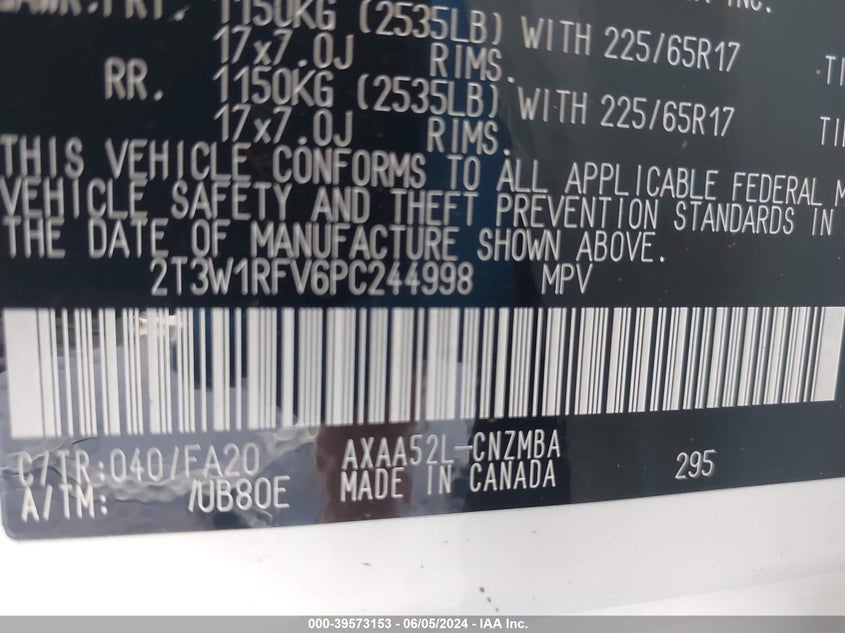 1150KG (2535LB) WITH 225/65R17
17x7.0J RIMS.
RR. 1150KG (2535LB) WITH 225/65R17
17x7.0J RIMS.
THIS VEHICLE CONFORMS TO ALL APPLICABLE FEDERAL M
VEHICLE SAFETY AND THEFT PREVENTION STANDARDS IN
THE DATE OF MANUFACTURE SHOWN ABOVE.
2T3W1RFV6PC244998 MPV
C/TR:040/FA20 AXAA52L-CNZMBA 295
A/TM: /UB80E MADE IN CANADA
000-39573153 - 06/05/2024 - IAA Inc.